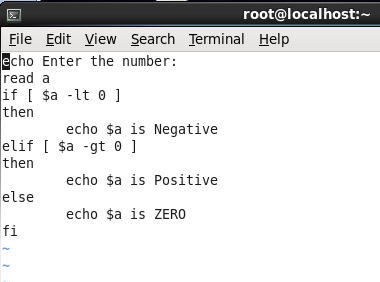 root@localhost:~
File Edit View Search Terminal Help
echo Enter the number:
read a
if [ $a -lt 0 ]
then
        echo $a is Negative
elif [ $a -gt 0 ]
then
        echo $a is Positive
else
        echo $a is ZERO
fi
~
~